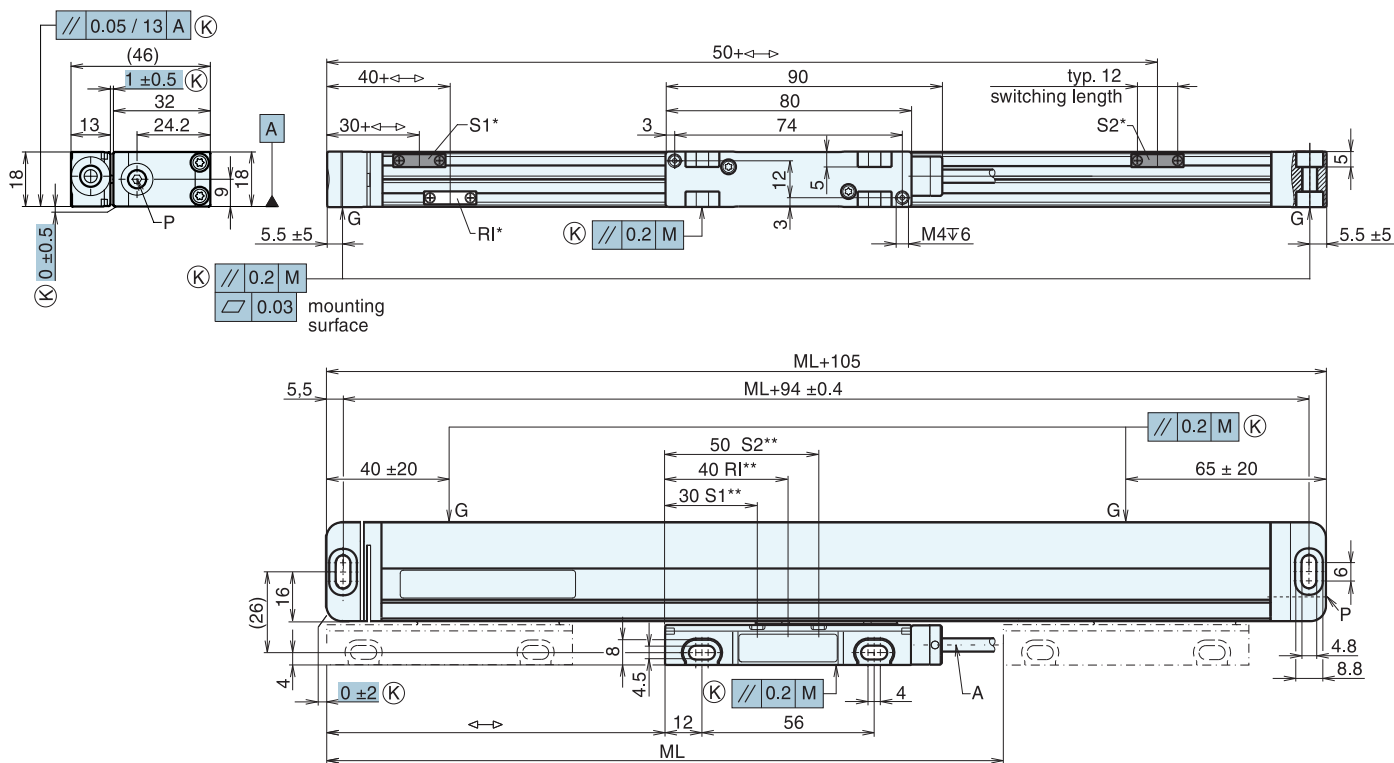 // 0.05 / 13 A K
(46)
1 ±0.5 K
32
13
24.2
A
18
18
9
P
0 ±0.5
K
50+
40+
90
typ. 12
switching length
80
30+
S1*
3
74
S2*
12
5
5
3
RI*
G
5.5 ±5
K // 0.2 M
M4↧6
G
5.5 ±5
K // 0.2 M
0.03 mounting
surface
ML+105
5,5
ML+94 ±0.4
// 0.2 M K
50 S2**
40 ±20
40 RI**
65 ± 20
30 S1**
G
G
(26)
16
6
P
8
4.5
4
4.8
8.8
0 ±2 K
K // 0.2 M
4
A
12
56
ML